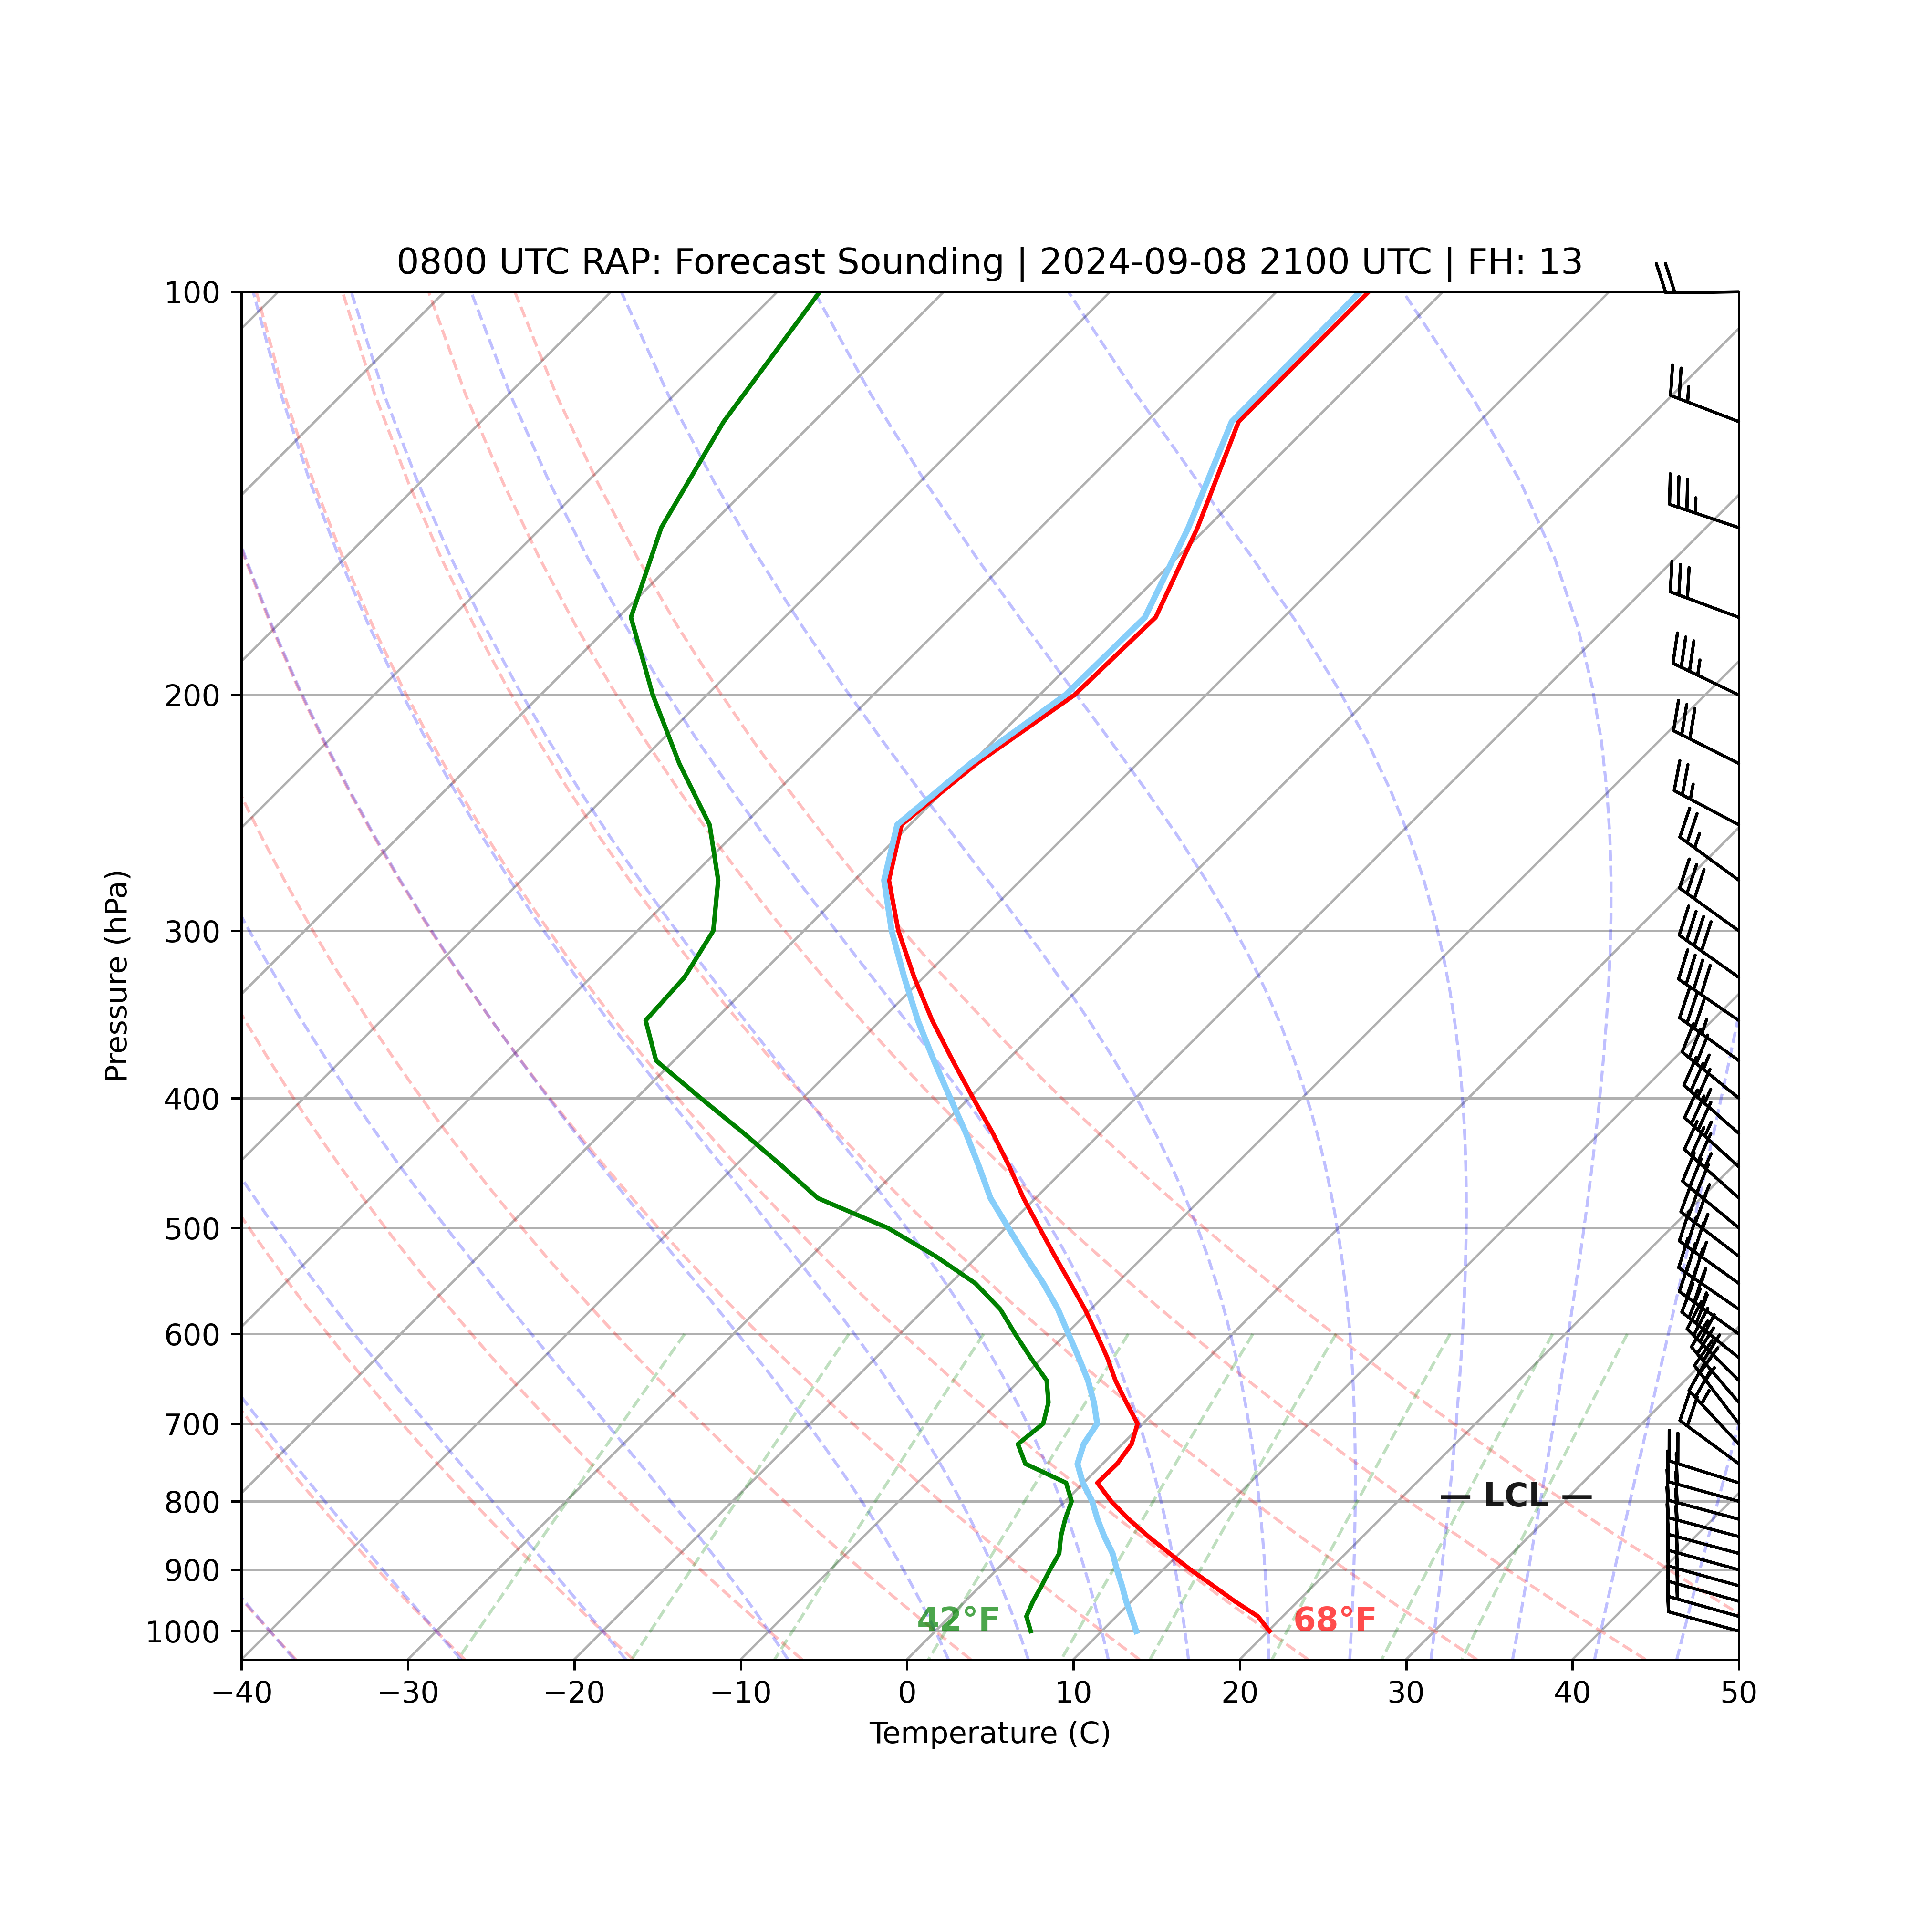 0800 UTC RAP: Forecast Sounding | 2024-09-08 2100 UTC | FH: 13
100
200
300
400
500
600
700
800
900
1000
Pressure (hPa)
— LCL —
42°F
68°F
−40 −30 −20 −10 0 10 20 30 40 50
Temperature (C)